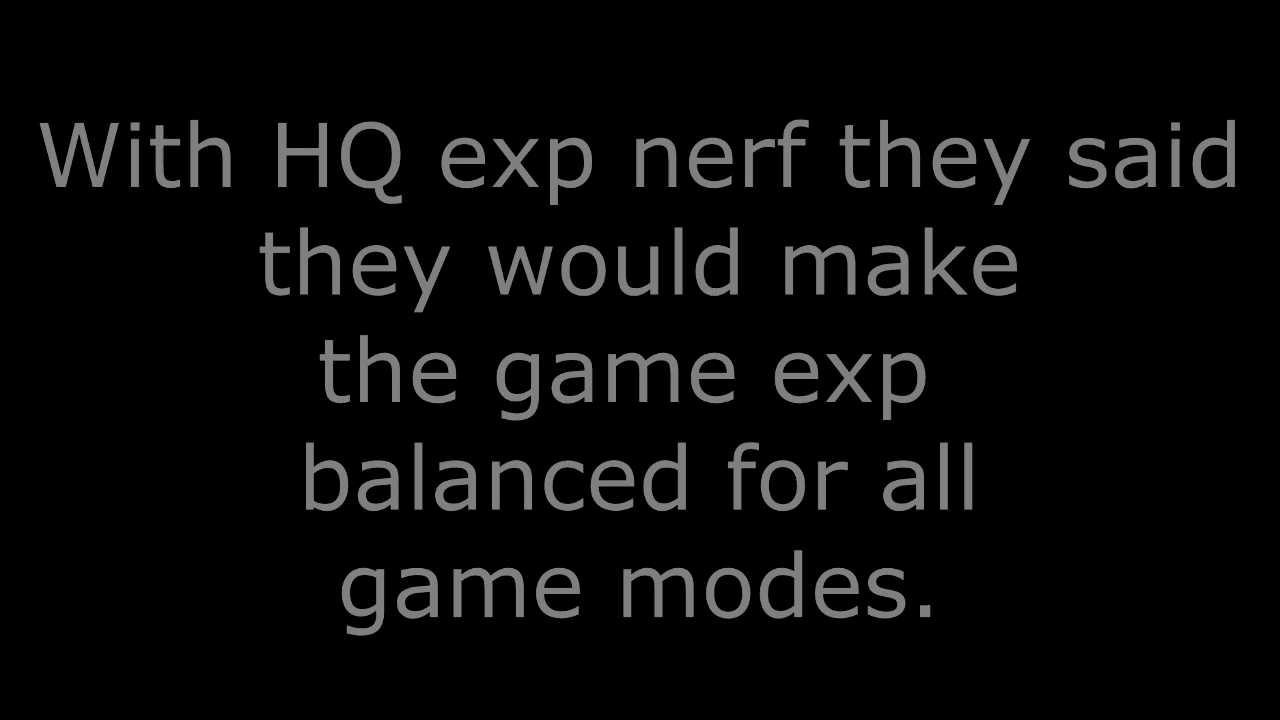 With HQ exp nerf they said
they would make
the game exp
balanced for all
game modes.